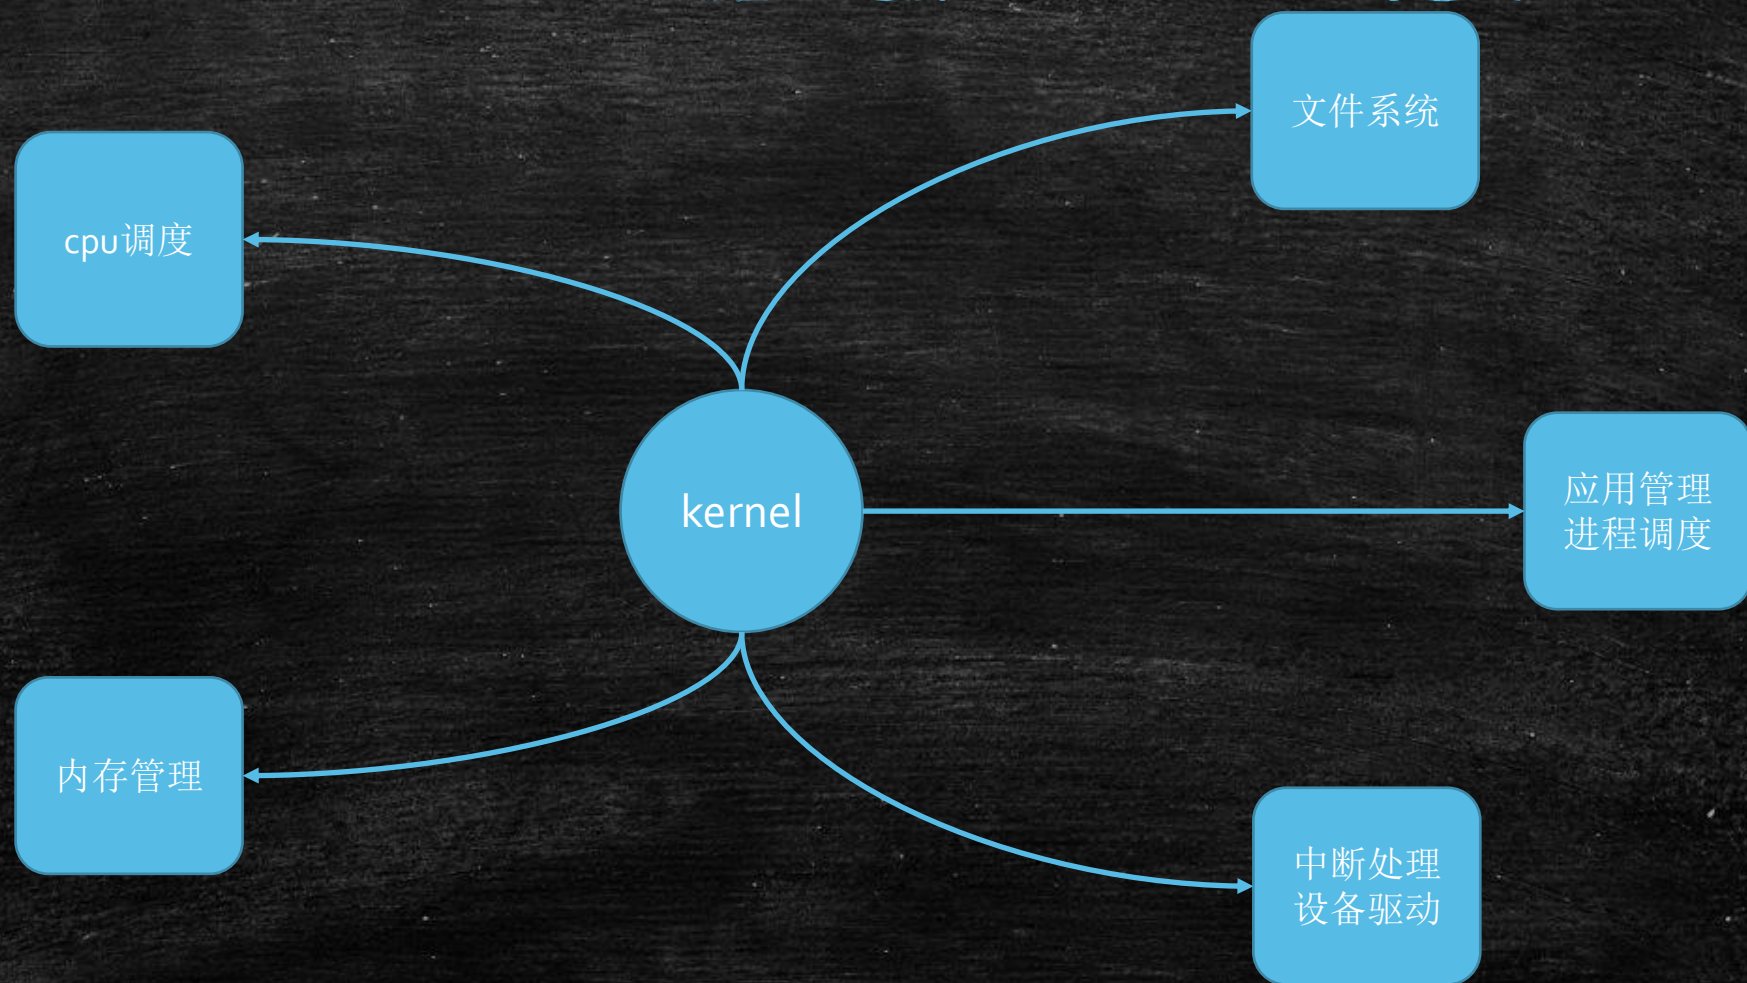 文件系统
cpu调度
kernel
应用管理
进程调度
内存管理
中断处理
设备驱动